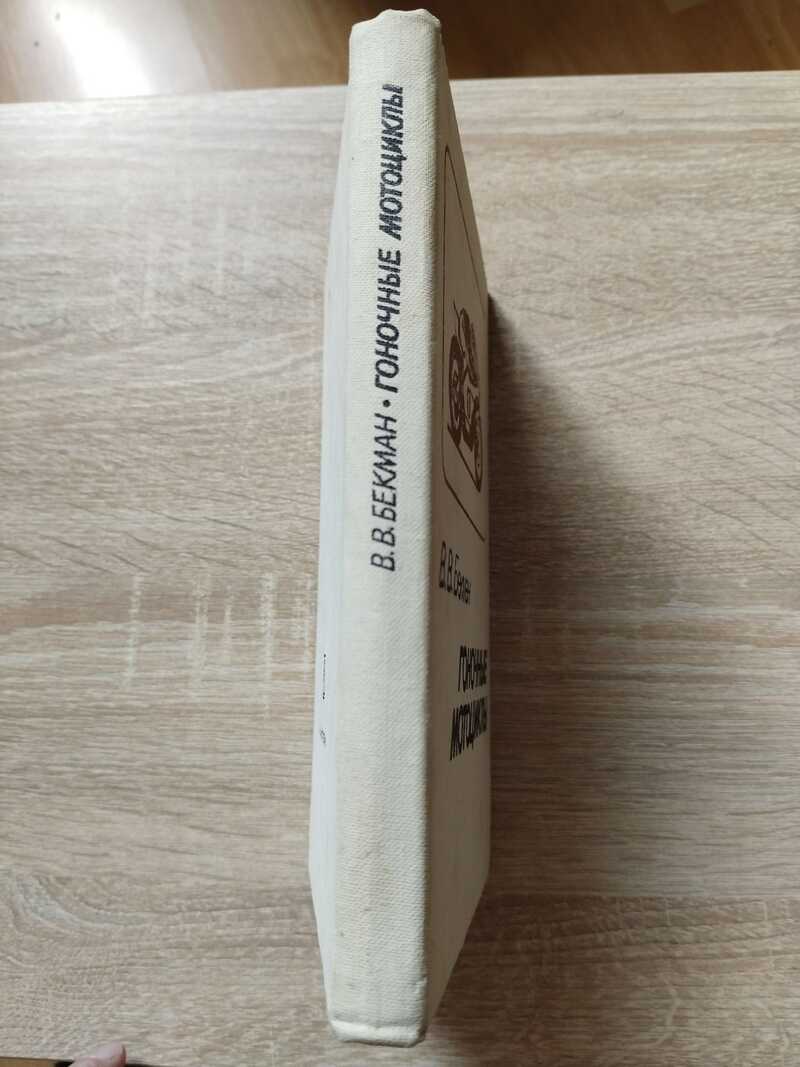 В.В.БЕКМАН · ГОНОЧНЫЕ МОТОЦИКЛЫ
В.В.Бекман
ГОНОЧНЫЕ
МОТОЦИКЛЫ